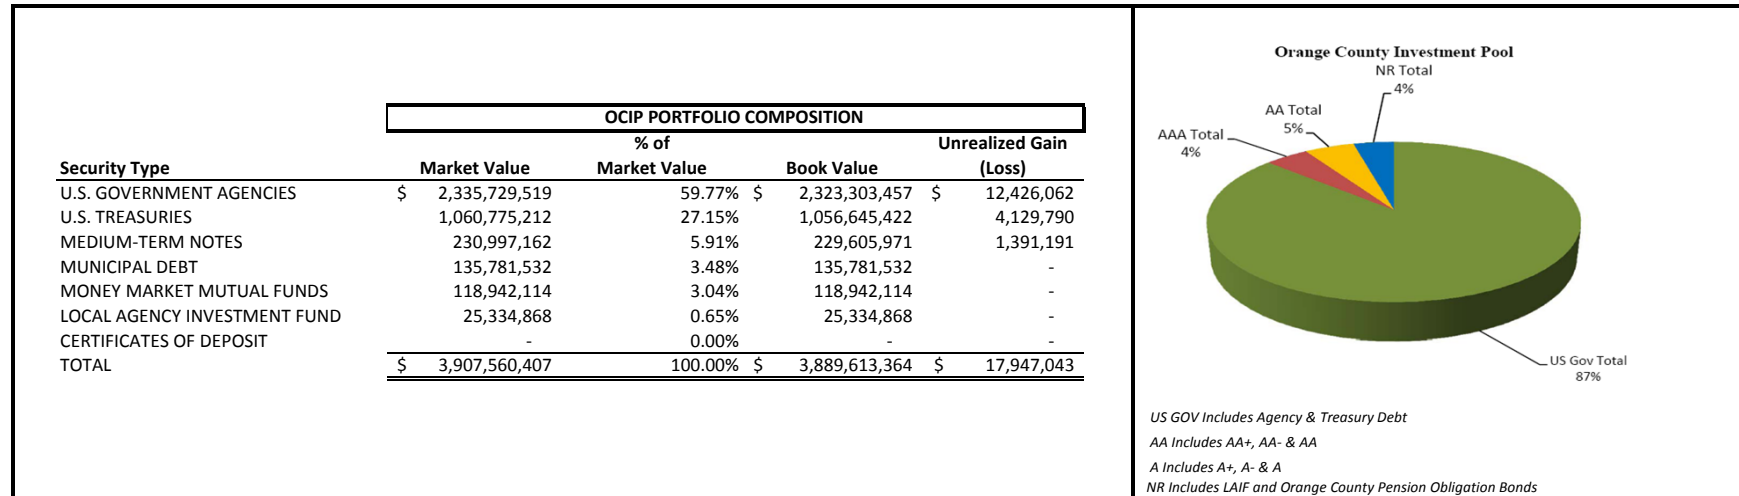 OCIP PORTFOLIO COMPOSITION
% of Unrealized Gain
Security Type Market Value Market Value Book Value (Loss)
U.S. GOVERNMENT AGENCIES $ 2,335,729,519 59.77% $ 2,323,303,457 $ 12,426,062
U.S. TREASURIES 1,060,775,212 27.15% 1,056,645,422 4,129,790
MEDIUM-TERM NOTES 230,997,162 5.91% 229,605,971 1,391,191
MUNICIPAL DEBT 135,781,532 3.48% 135,781,532 -
MONEY MARKET MUTUAL FUNDS 118,942,114 3.04% 118,942,114 -
LOCAL AGENCY INVESTMENT FUND 25,334,868 0.65% 25,334,868 -
CERTIFICATES OF DEPOSIT - 0.00% - -
TOTAL $ 3,907,560,407 100.00% $ 3,889,613,364 $ 17,947,043
Orange County Investment Pool
NR Total
4%
AA Total
5%
AAA Total
4%
US Gov Total
87%
US GOV Includes Agency & Treasury Debt
AA Includes AA+, AA- & AA
A Includes A+, A- & A
NR Includes LAIF and Orange County Pension Obligation Bonds